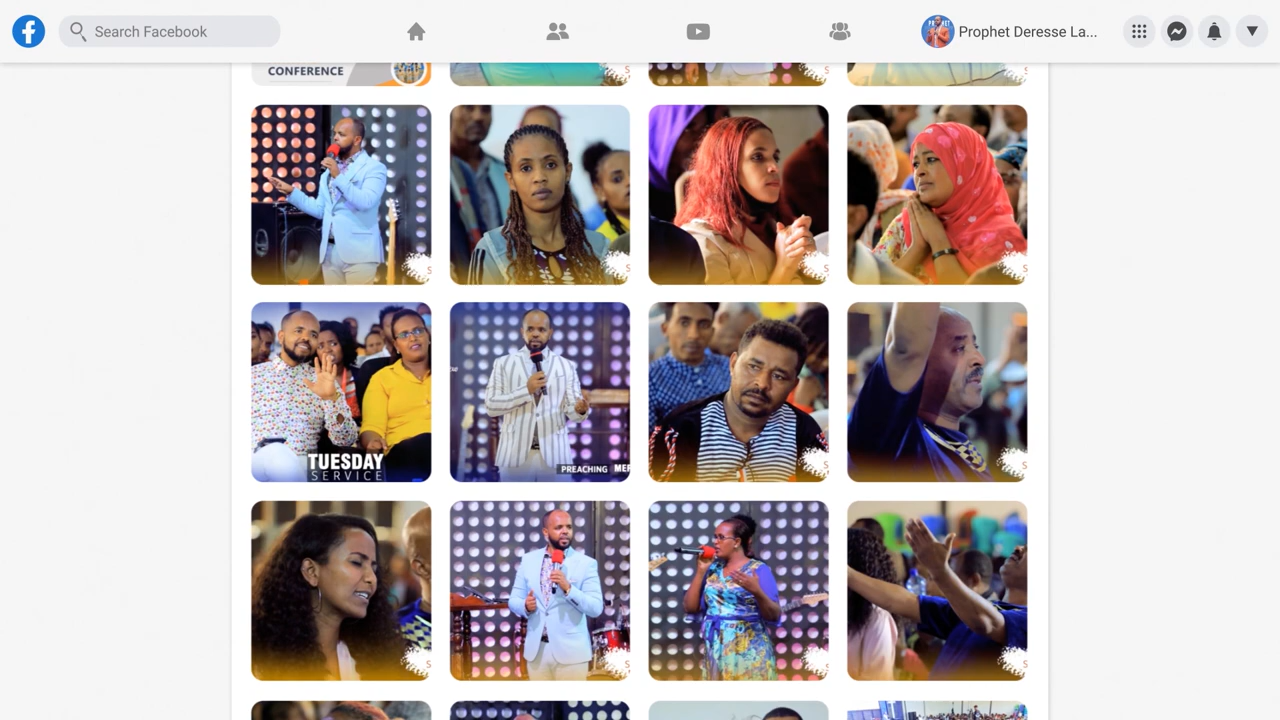 Search Facebook
Prophet Deresse La...
CONFERENCE
TUESDAY
SERVICE
PREACHING